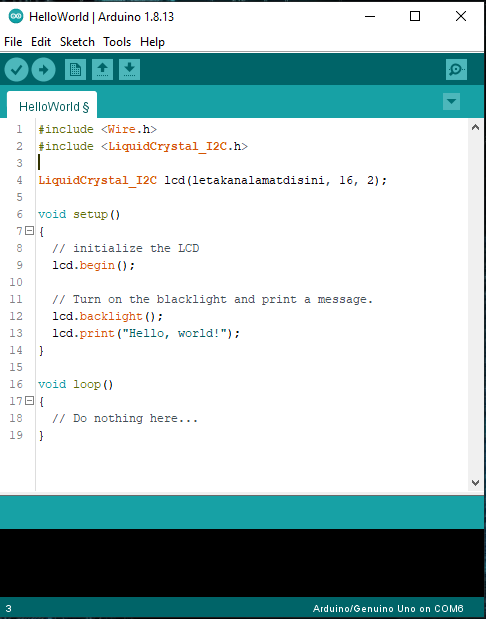 HelloWorld | Arduino 1.8.13
File Edit Sketch Tools Help
HelloWorld §
1 #include <Wire.h>
2 #include <LiquidCrystal_I2C.h>
3
4 LiquidCrystal_I2C lcd(letakanalamatdisini, 16, 2);
5
6 void setup()
7 {
8 // initialize the LCD
9 lcd.begin();
10
11 // Turn on the blacklight and print a message.
12 lcd.backlight();
13 lcd.print("Hello, world!");
14 }
15
16 void loop()
17 {
18 // Do nothing here...
19 }
3 Arduino/Genuino Uno on COM6